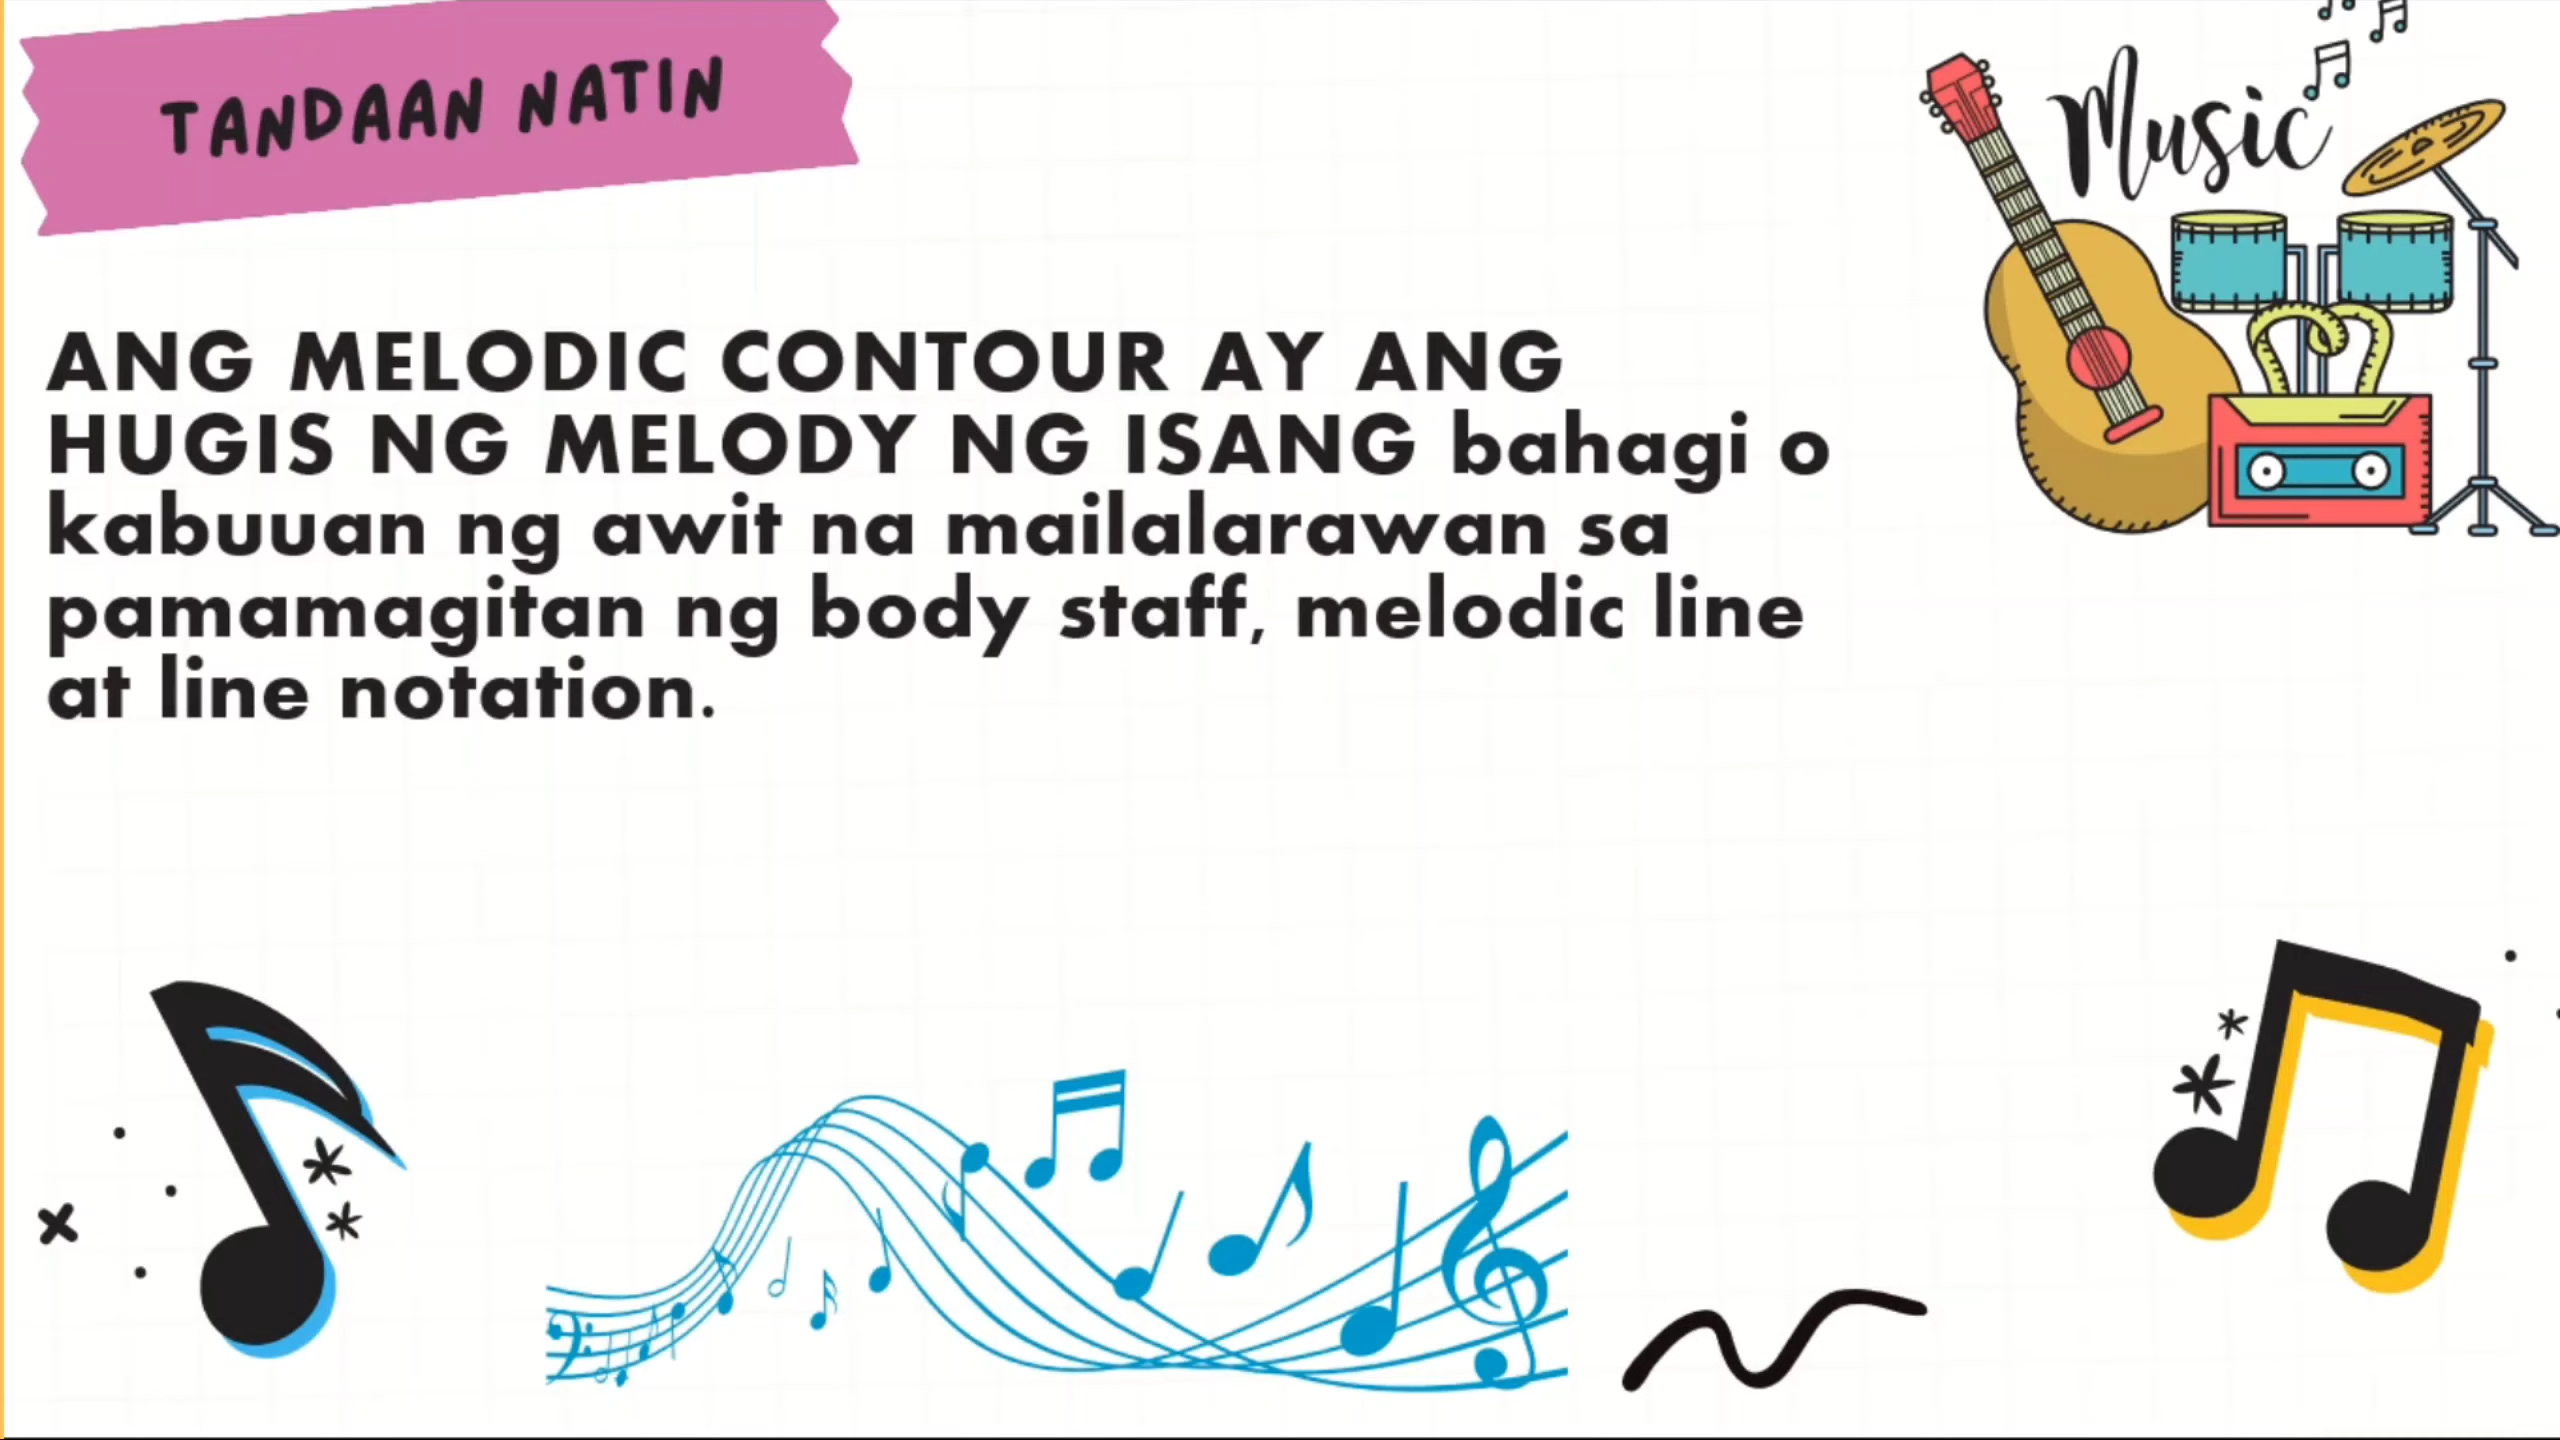 TANDAAN NATIN
Music
ANG MELODIC CONTOUR AY ANG
HUGIS NG MELODY NG ISANG bahagi o
kabuuan ng awit na mailalarawan sa
pamamagitan ng body staff, melodic line
at line notation.